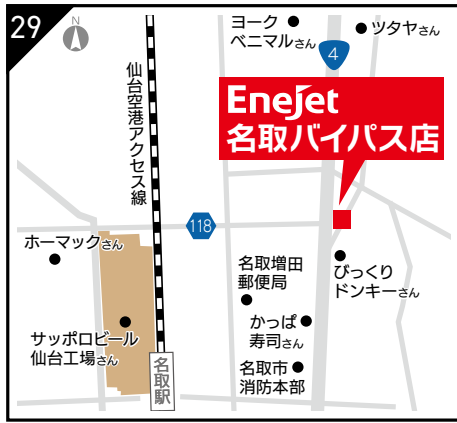 29
N
ヨーク
ベニマルさん
ツタヤさん
4
仙台空港アクセス線
Enejet
名取バイパス店
118
ホーマックさん
名取増田
郵便局
びっくり
ドンキーさん
サッポロビール
仙台工場さん
かっぱ
寿司さん
名取駅
名取市
消防本部